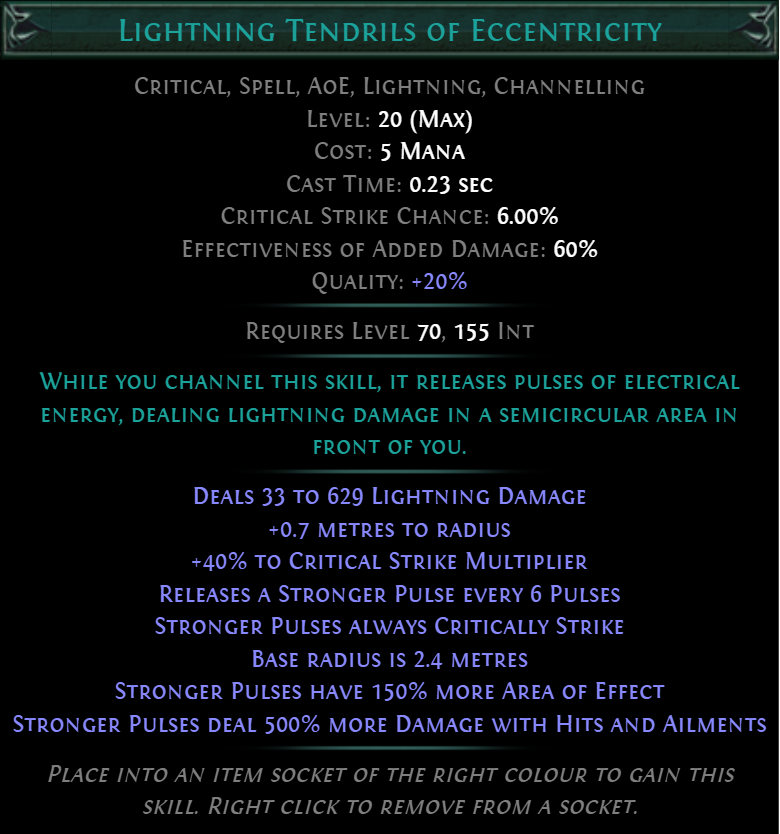 Lightning Tendrils of Eccentricity
Critical, Spell, AoE, Lightning, Channelling
Level: 20 (Max)
Cost: 5 Mana
Cast Time: 0.23 sec
Critical Strike Chance: 6.00%
Effectiveness of Added Damage: 60%
Quality: +20%
Requires Level 70, 155 Int
While you channel this skill, it releases pulses of electrical
energy, dealing lightning damage in a semicircular area in
front of you.
Deals 33 to 629 Lightning Damage
+0.7 metres to radius
+40% to Critical Strike Multiplier
Releases a Stronger Pulse every 6 Pulses
Stronger Pulses always Critically Strike
Base radius is 2.4 metres
Stronger Pulses have 150% more Area of Effect
Stronger Pulses deal 500% more Damage with Hits and Ailments
Place into an item socket of the right colour to gain this
skill. Right click to remove from a socket.